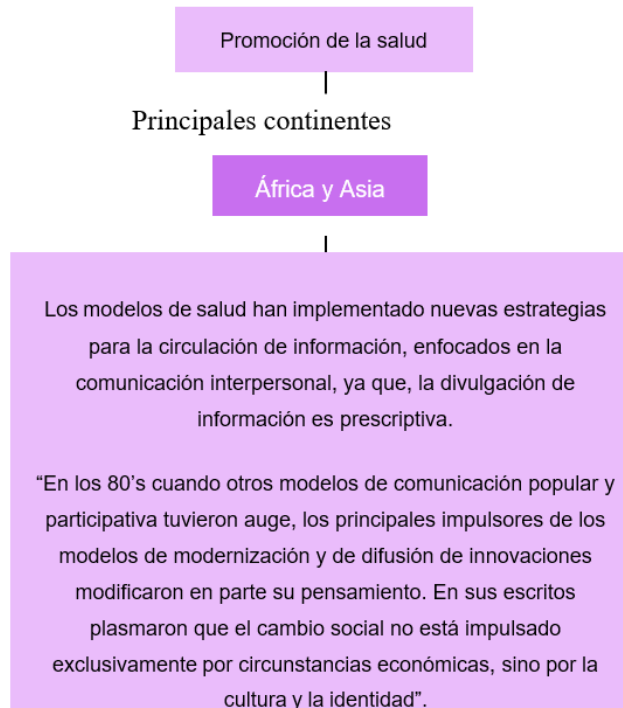 Promoción de la salud
Principales continentes
África y Asia
Los modelos de salud han implementado nuevas estrategias
para la circulación de información, enfocados en la
comunicación interpersonal, ya que, la divulgación de
información es prescriptiva.
“En los 80’s cuando otros modelos de comunicación popular y
participativa tuvieron auge, los principales impulsores de los
modelos de modernización y de difusión de innovaciones
modificaron en parte su pensamiento. En sus escritos
plasmaron que el cambio social no está impulsado
exclusivamente por circunstancias económicas, sino por la
cultura y la identidad”.